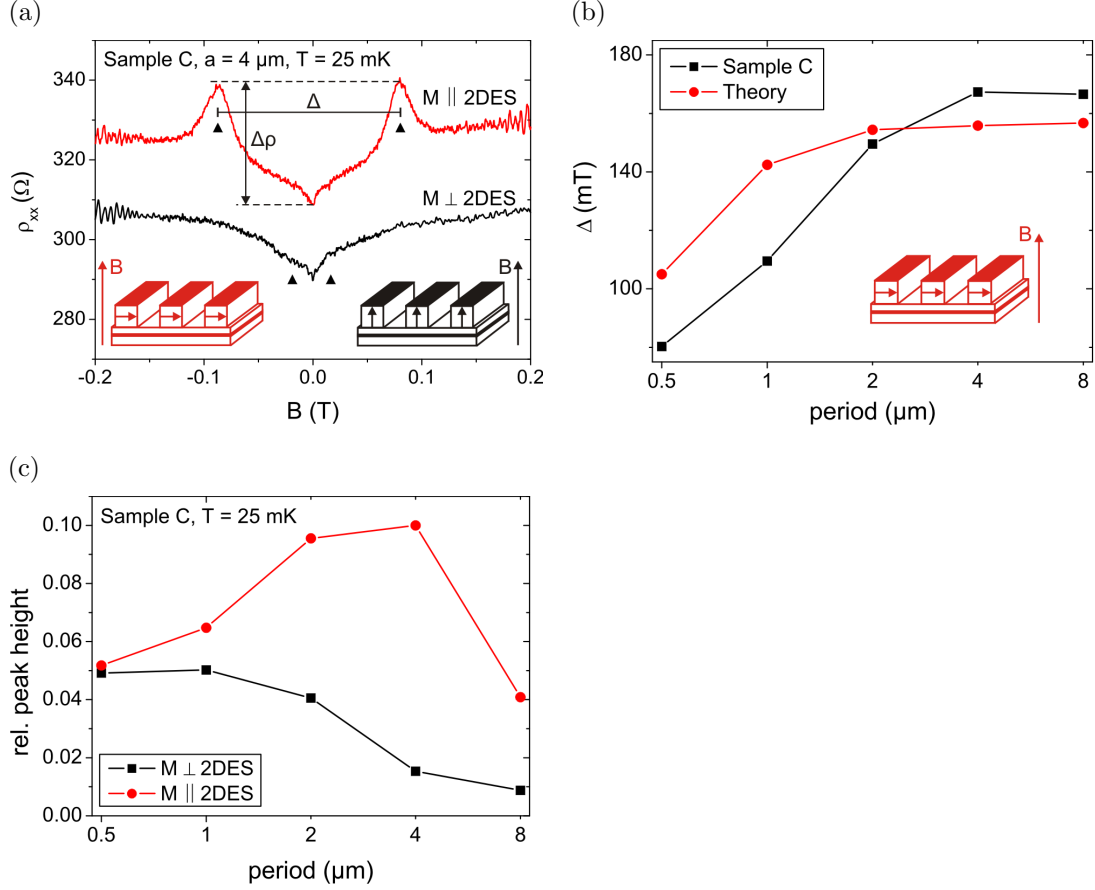 (a)
Sample C, a = 4 µm, T = 25 mK
M || 2DES
Δ
Δρ
M ⊥ 2DES
B
B
340
320
300
280
ρxx (Ω)
-0.2
-0.1
0.0
0.1
0.2
B (T)
(b)
Sample C
Theory
B
180
140
100
Δ (mT)
0.5
1
2
4
8
period (µm)
(c)
Sample C, T = 25 mK
0.10
0.08
0.06
0.04
0.02
0.00
rel. peak height
M ⊥ 2DES
M || 2DES
0.5
1
2
4
8
period (µm)